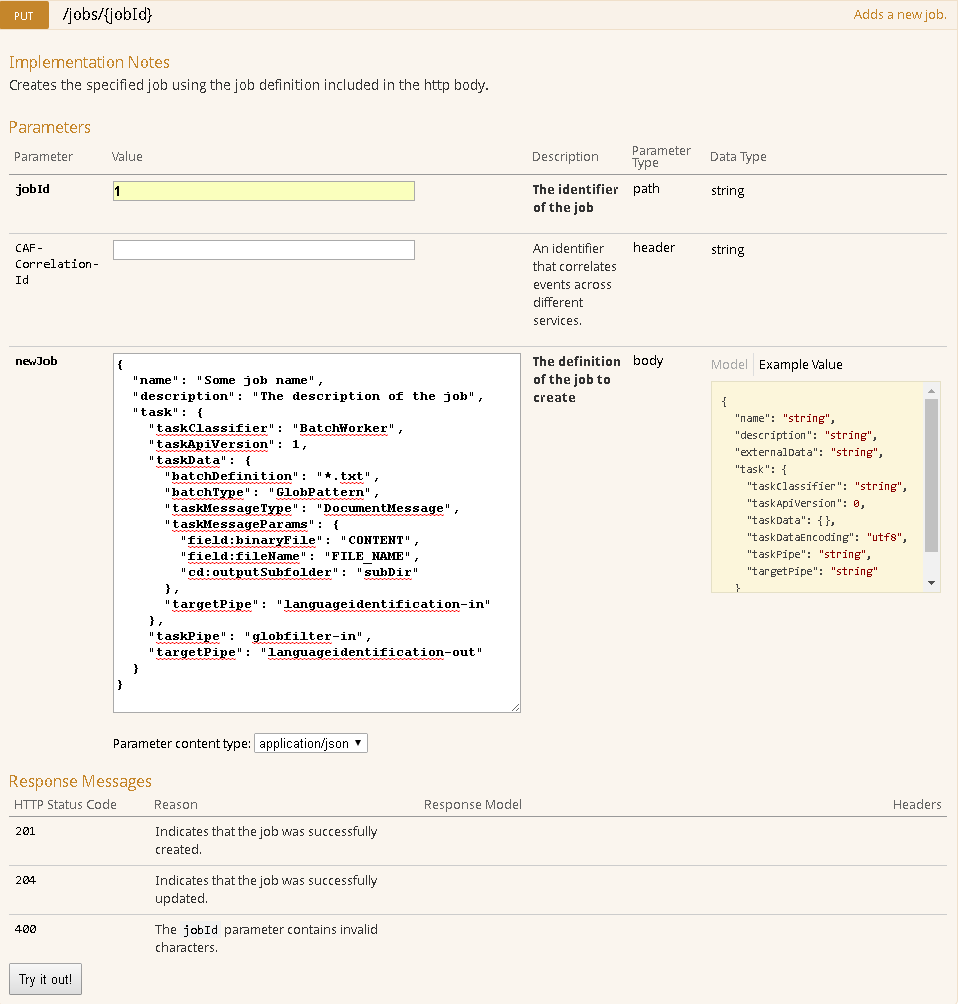 PUT /jobs/{jobId} Adds a new job.
Implementation Notes
Creates the specified job using the job definition included in the http body.
Parameters
Parameter Value Description Parameter Type Data Type
jobId 1 The identifier of the job path string
CAF-Correlation-Id An identifier that correlates events across different services. header string
newJob
{
  "name": "Some job name",
  "description": "The description of the job",
  "task": {
    "taskClassifier": "BatchWorker",
    "taskApiVersion": 1,
    "taskData": {
      "batchDefinition": "*.txt",
      "batchType": "GlobPattern",
      "taskMessageType": "DocumentMessage",
      "taskMessageParams": {
        "field:binaryFile": "CONTENT",
        "field:fileName": "FILE_NAME",
        "cd:outputSubfolder": "subDir"
      },
      "targetPipe": "languageidentification-in"
    },
    "taskPipe": "globfilter-in",
    "targetPipe": "languageidentification-out"
  }
}
The definition of the job to create
body
Model Example Value
{
  "name": "string",
  "description": "string",
  "externalData": "string",
  "task": {
    "taskClassifier": "string",
    "taskApiVersion": 0,
    "taskData": {},
    "taskDataEncoding": "utf8",
    "taskPipe": "string",
    "targetPipe": "string"
  }
Parameter content type: application/json
Response Messages
HTTP Status Code Reason Response Model Headers
201 Indicates that the job was successfully created.
204 Indicates that the job was successfully updated.
400 The jobId parameter contains invalid characters.
Try it out!